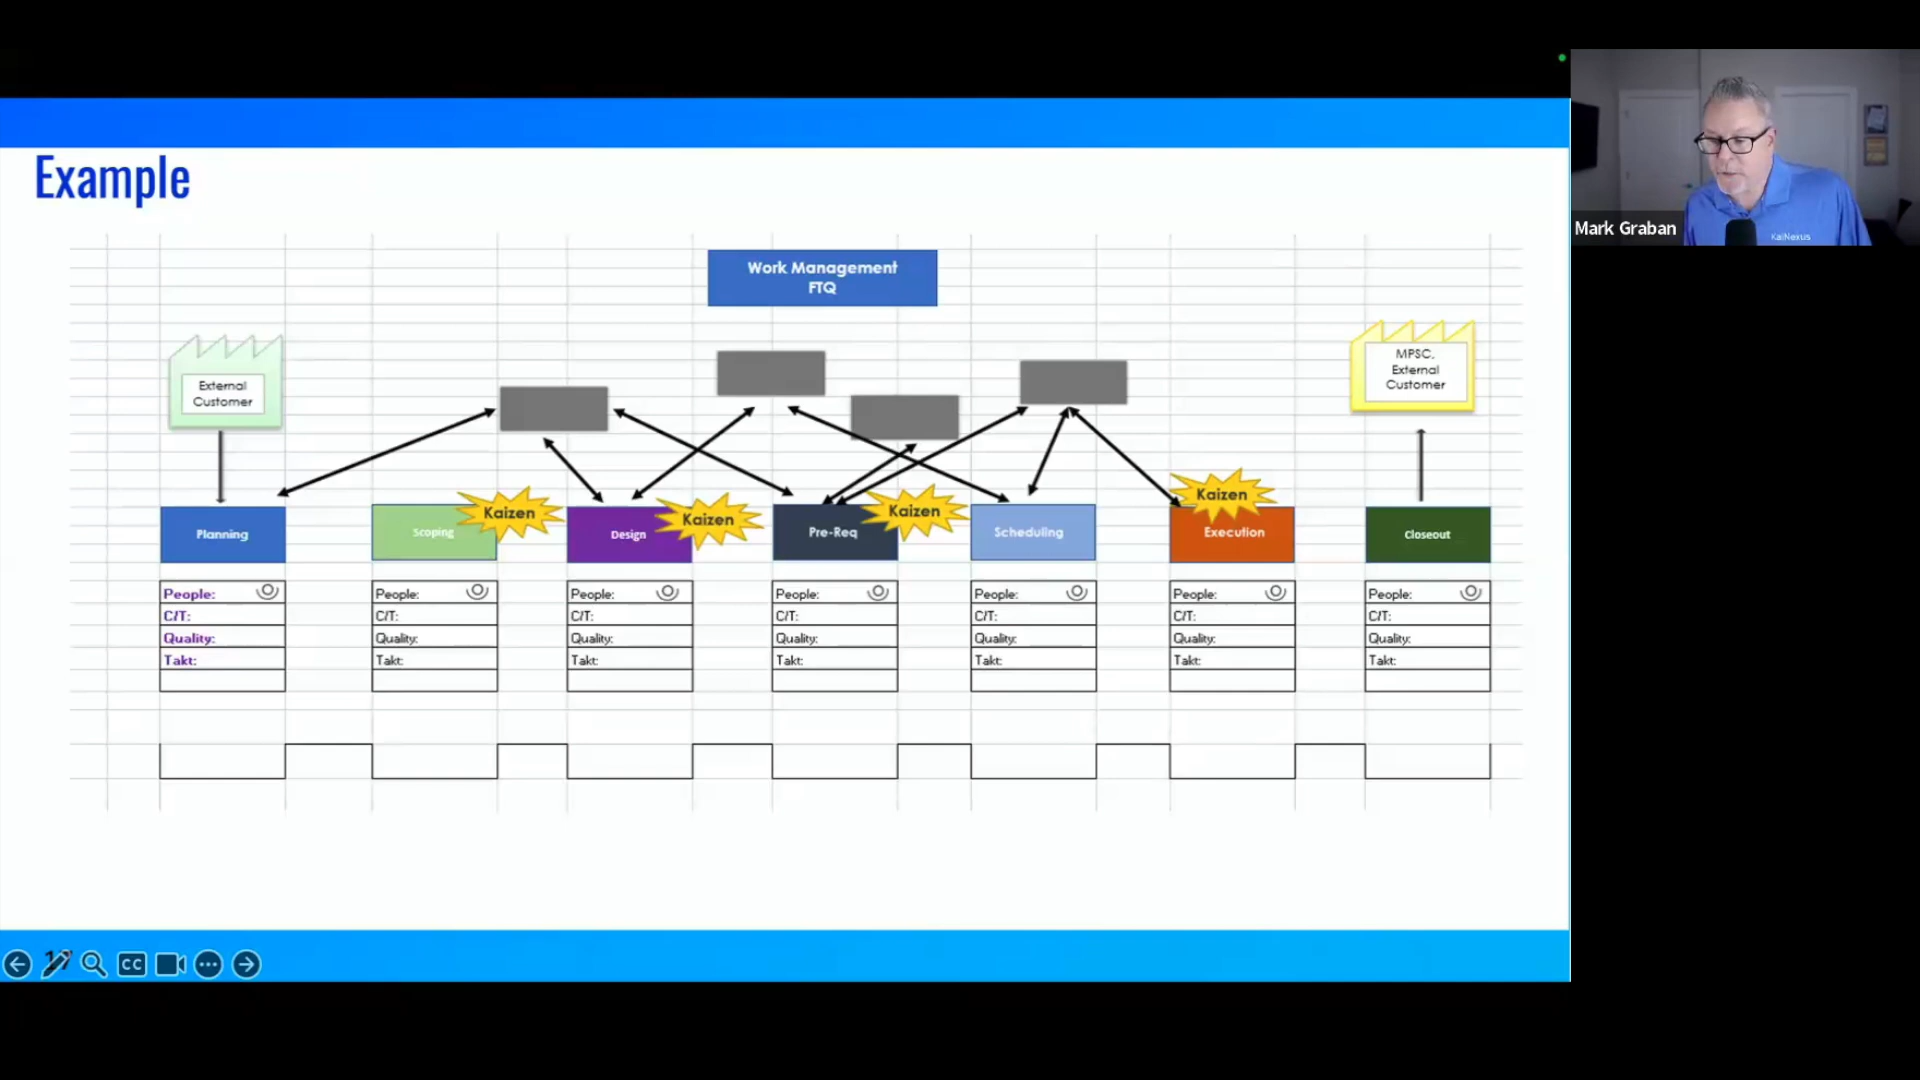 Example
Work Management
FTQ
External
Customer
MPSC,
External
Customer
Planning
Scoping
Kaizen
Design
Kaizen
Pre-Req
Kaizen
Scheduling
Kaizen
Execution
Closeout
People:
C/T:
Quality:
Takt:
People:
C/T:
Quality:
Takt:
People:
C/T:
Quality:
Takt:
People:
C/T:
Quality:
Takt:
People:
C/T:
Quality:
Takt:
People:
C/T:
Quality:
Takt:
People:
C/T:
Quality:
Takt:
CC
Mark Graban
KaiNexus